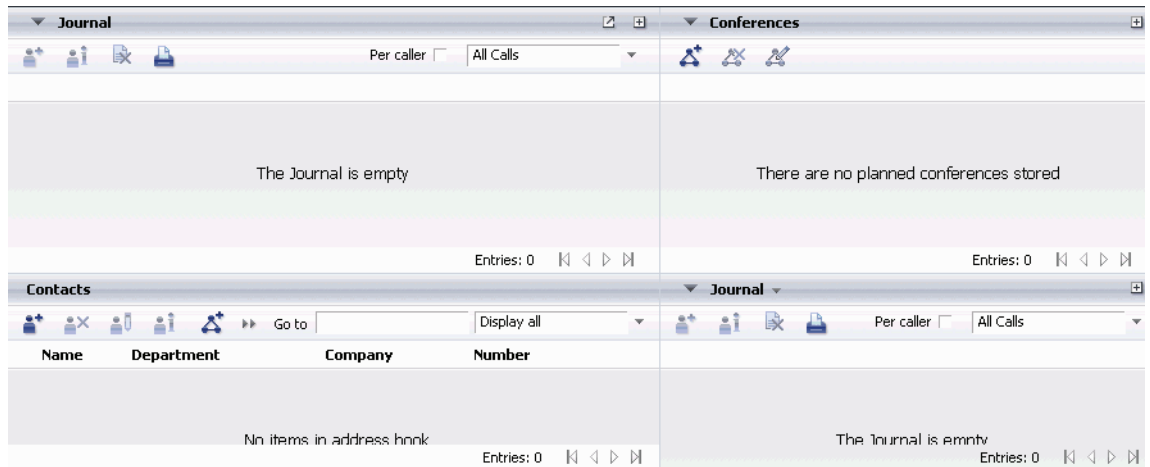 Journal
Per caller All Calls
The Journal is empty
Entries: 0
Conferences
There are no planned conferences stored
Entries: 0
Contacts
Go to Display all
Name Department Company Number
No items in address book
Entries: 0
Journal
Per caller All Calls
The Journal is empty
Entries: 0